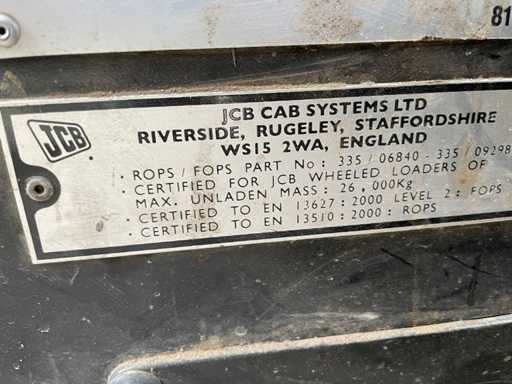 81
JCB
JCB CAB SYSTEMS LTD
RIVERSIDE, RUGELEY, STAFFORDSHIRE
WS15 2WA, ENGLAND
· ROPS / FOPS PART No: 335 / 06840 - 335 / 09298
· CERTIFIED FOR JCB WHEELED LOADERS OF
MAX. UNLADEN MASS: 26,000Kg
· CERTIFIED TO EN 13627:2000 LEVEL 2: FOPS
· CERTIFIED TO EN 13510:2000: ROPS